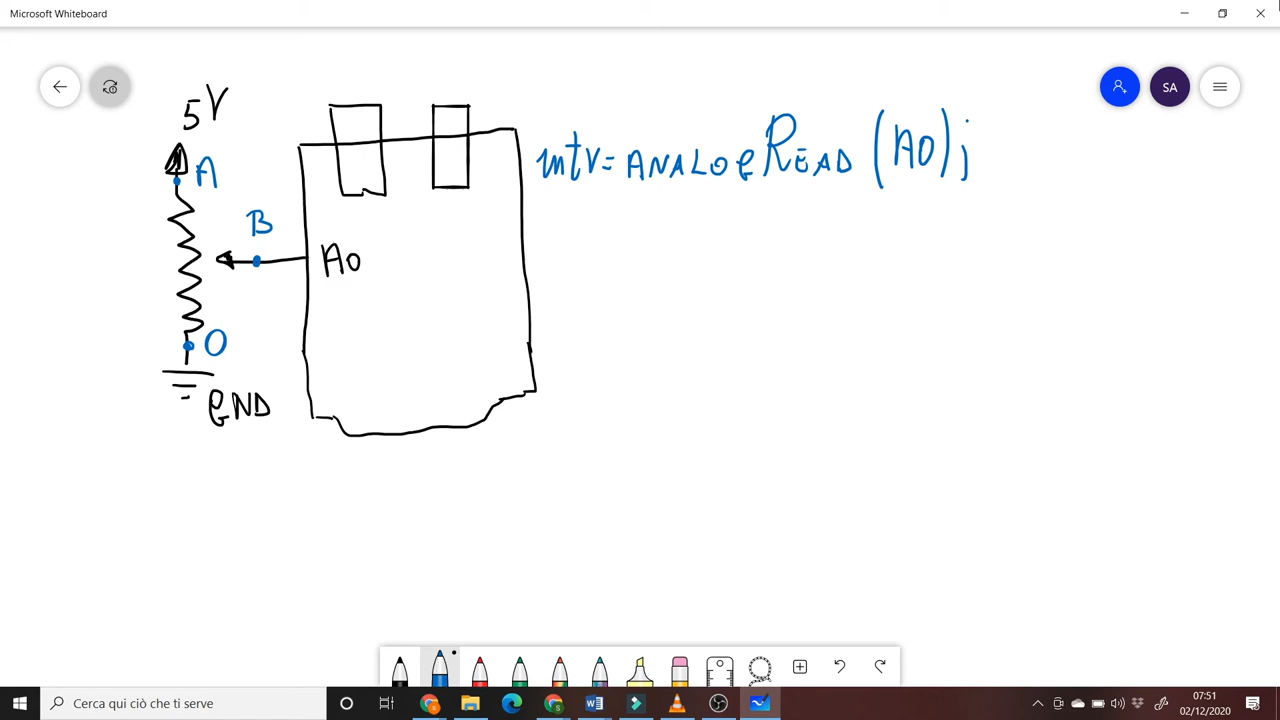 Microsoft Whiteboard
SA
5V
A
B
A0
O
GND
int v = ANALOGREAD (A0);
Cerca qui ciò che ti serve
07:51
02/12/2020